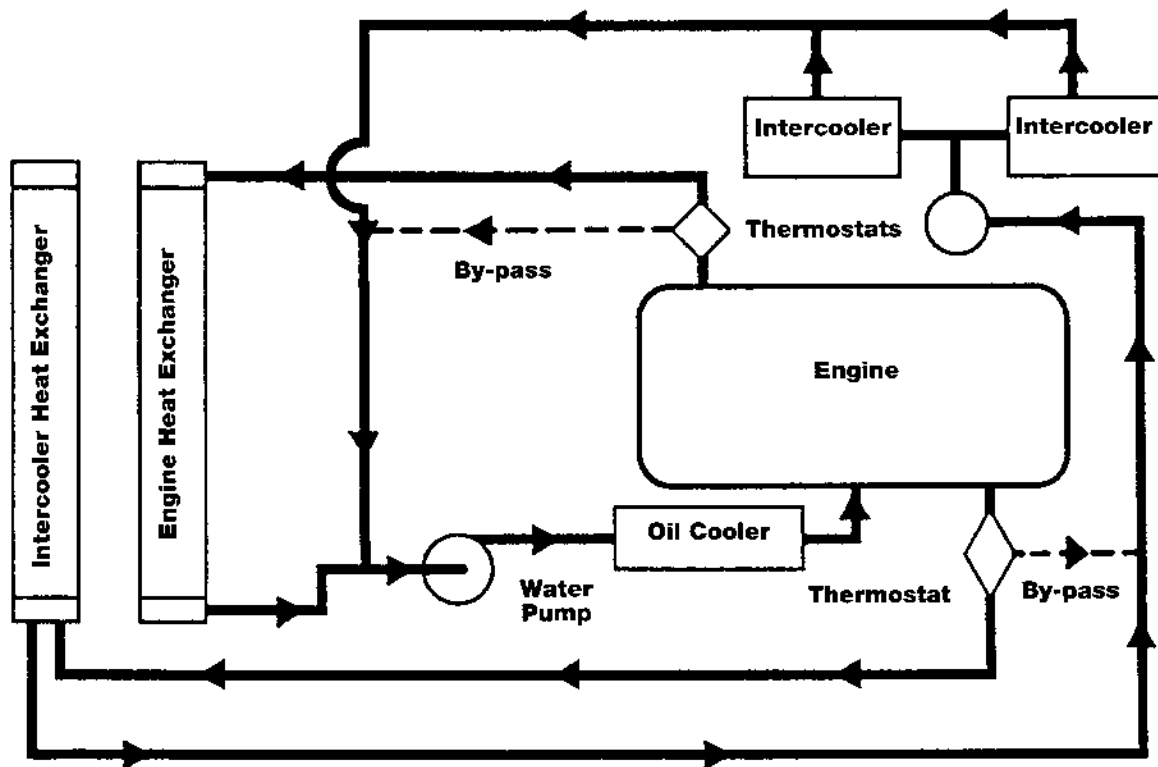 Intercooler
Intercooler
Intercooler Heat Exchanger
Engine Heat Exchanger
Thermostats
By-pass
Engine
Oil Cooler
Water
Pump
Thermostat
By-pass